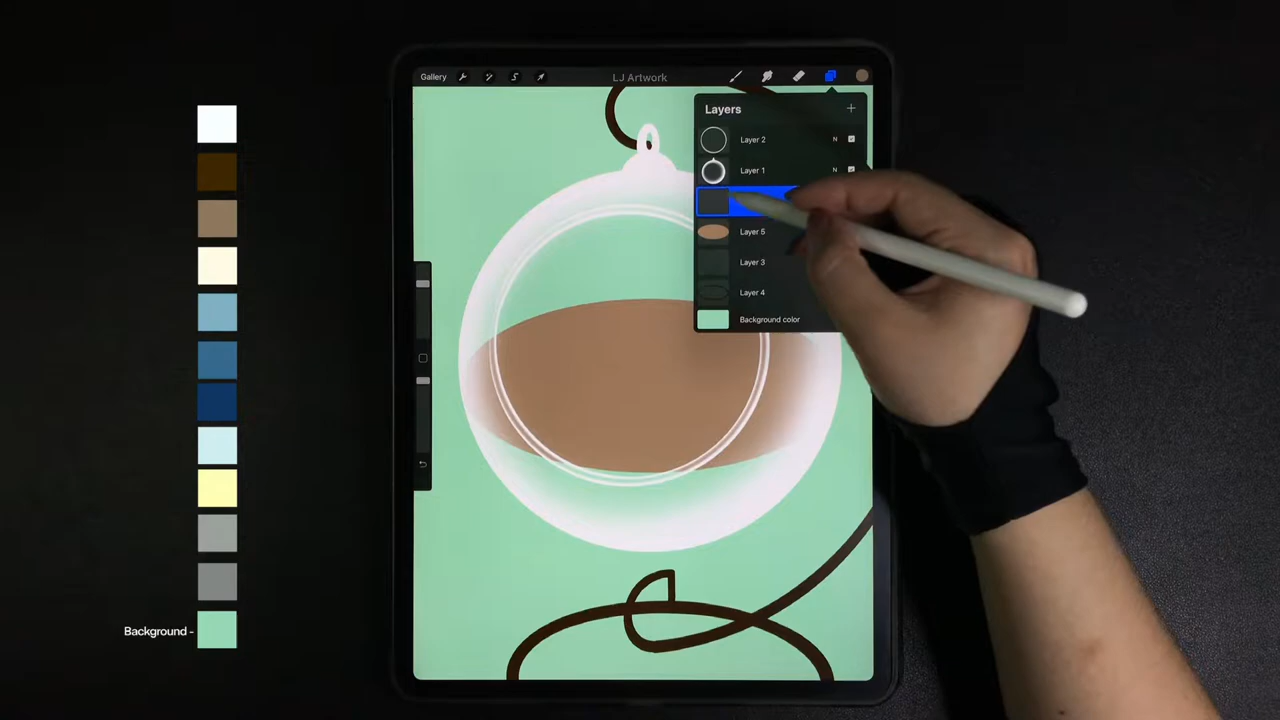 Gallery
LJ Artwork
Layers
Layer 2 N
Layer 1 N
Layer 5
Layer 3
Layer 4
Background color
Background -